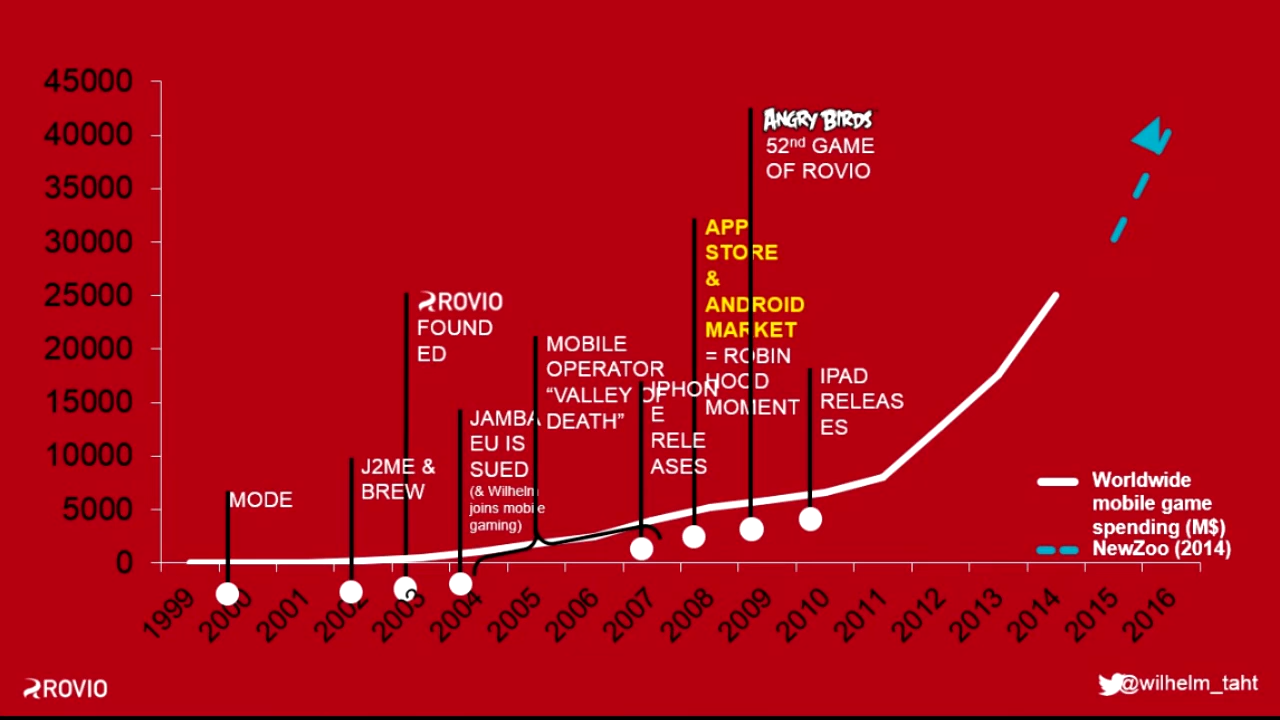 45000
40000
35000
30000
25000
20000
15000
10000
5000
0
1999
2000
2001
2002
2003
2004
2005
2006
2007
2008
2009
2010
2011
2012
2013
2014
2015
2016
MODE
J2ME &
BREW
ROVIO
FOUND
ED
JAMBA
EU IS
SUED
(& Wilhelm
joins mobile
gaming)
MOBILE
OPERATOR
“VALLEY OF
DEATH”
IPHON
E
RELE
ASES
APP
STORE
&
ANDROID
MARKET
= ROBIN
HOOD
MOMENT
ANGRY BIRDS
52nd GAME
OF ROVIO
IPAD
RELEAS
ES
Worldwide
mobile game
spending (M$)
NewZoo (2014)
ROVIO
@wilhelm_taht